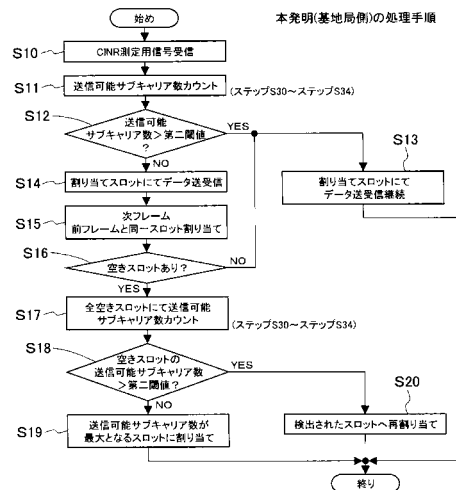 本発明(基地局側)の処理手順
始め
S10
CINR測定用信号受信
S11
送信可能サブキャリア数カウント
(ステップS30～ステップS34)
S12
送信可能
サブキャリア数>第二閾値
?
YES
NO
S13
割り当てスロットにて
データ送受信継続
S14
割り当てスロットにてデータ送受信
S15
次フレーム
前フレームと同一スロット割り当て
S16
空きスロットあり?
NO
YES
S17
全空きスロットにて送信可能
サブキャリア数カウント
(ステップS30～ステップS34)
S18
空きスロットの
送信可能サブキャリア数
>第二閾値?
YES
NO
S19
送信可能サブキャリア数が
最大となるスロットに割り当て
S20
検出されたスロットへ再割り当て
終り